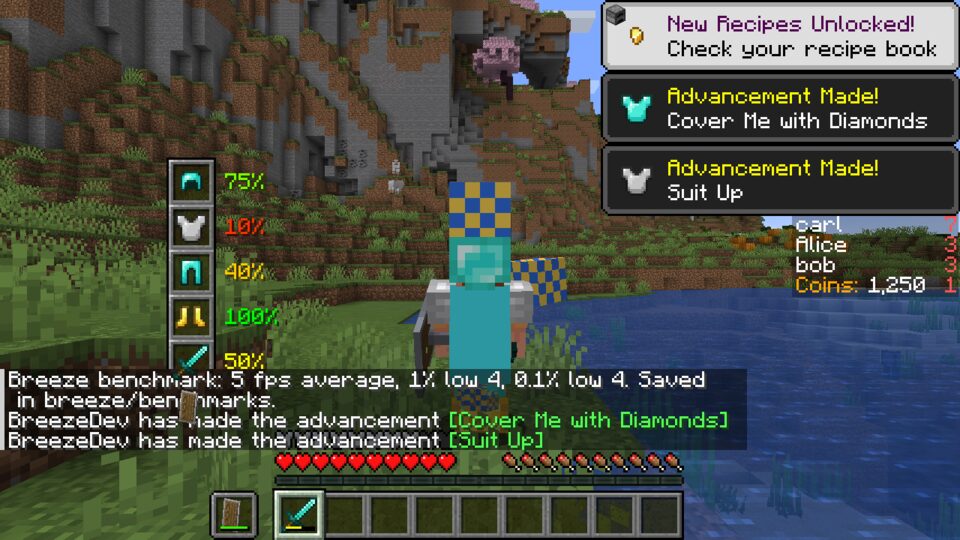 New Recipes Unlocked!
Check your recipe book
Advancement Made!
Cover Me with Diamonds
Advancement Made!
Suit Up
carl 7
Alice 3
bob 3
Coins: 1,250 1
75%
10%
40%
100%
50%
Breeze benchmark: 5 fps average, 1% low 4, 0.1% low 4. Saved
in breeze/benchmarks.
BreezeDev has made the advancement [Cover Me with Diamonds]
BreezeDev has made the advancement [Suit Up]